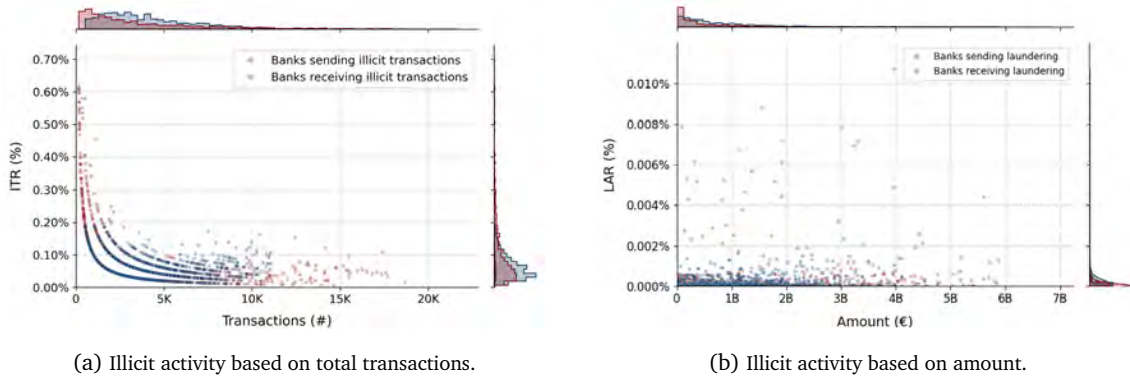 0.70%
0.60%
0.50%
0.40%
0.30%
0.20%
0.10%
0.00%
ITR (%)
Banks sending illicit transactions
Banks receiving illicit transactions
0 5K 10K 15K 20K
Transactions (#)
(a) Illicit activity based on total transactions.
0.010%
0.008%
0.006%
0.004%
0.002%
0.000%
LAR (%)
Banks sending laundering
Banks receiving laundering
0 1B 2B 3B 4B 5B 6B 7B
Amount (€)
(b) Illicit activity based on amount.